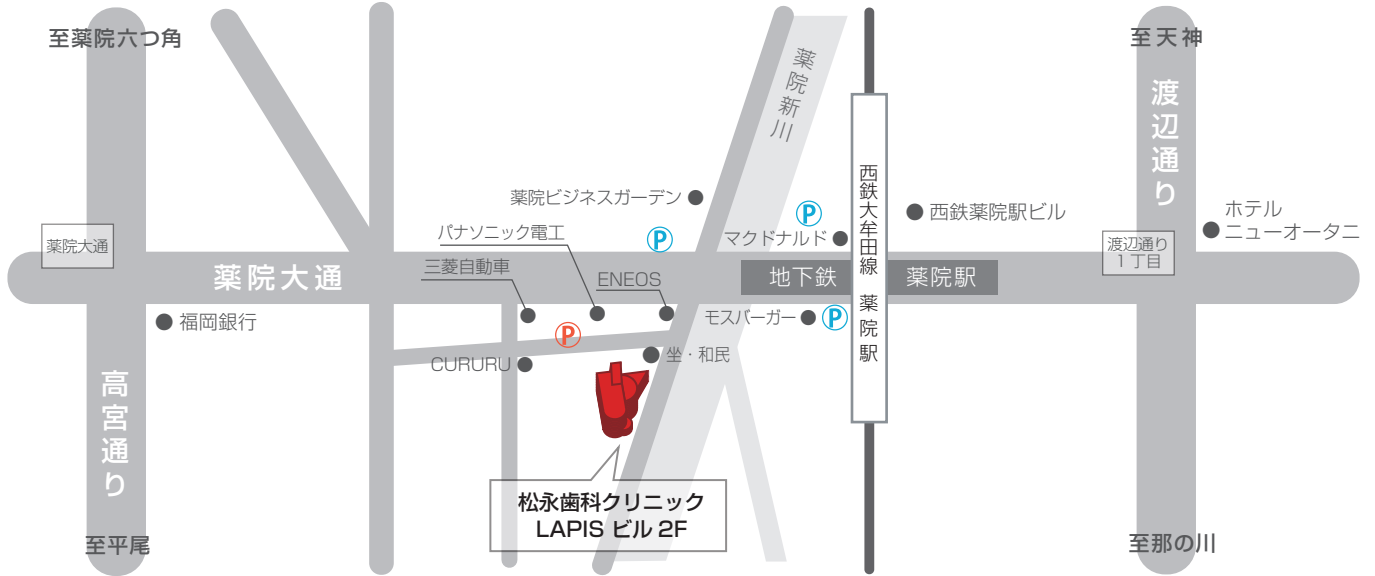 至薬院六つ角
至天神
薬院新川
渡辺通り
西鉄大牟田線 薬院駅
薬院ビジネスガーデン
Ⓟ
西鉄薬院駅ビル
ホテル
ニューオータニ
パナソニック電工
Ⓟ
マクドナルド
薬院大通
渡辺通り
1丁目
三菱自動車
ENEOS
薬院大通
地下鉄
薬院駅
福岡銀行
モスバーガー
Ⓟ
Ⓟ
坐・和民
CURURU
高宮通り
松永歯科クリニック
LAPIS ビル 2F
至平尾
至那の川